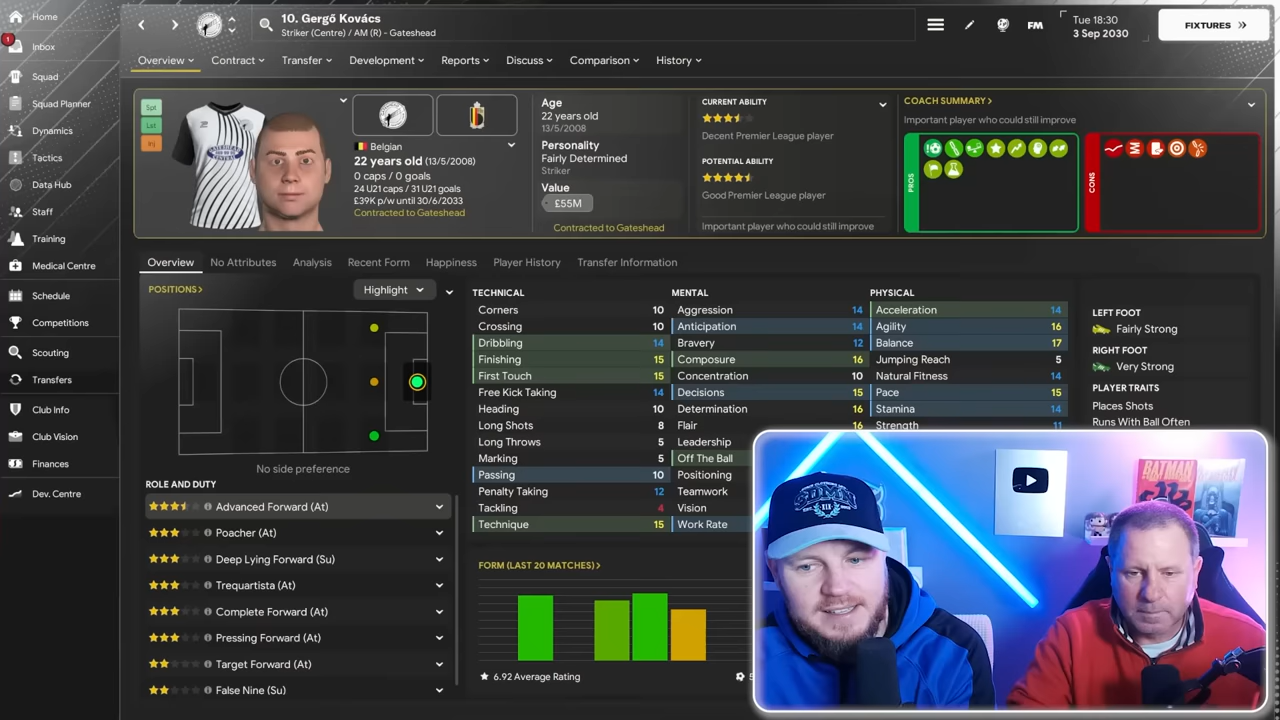 Home
1
Inbox
Squad
Squad Planner
Dynamics
Tactics
Data Hub
Staff
Training
Medical Centre
Schedule
Competitions
Scouting
Transfers
Club Info
Club Vision
Finances
Dev. Centre
10. Gergő Kovács
Striker (Centre) / AM (R) - Gateshead
FM
Tue 18:30
3 Sep 2030
FIXTURES
Overview
Contract
Transfer
Development
Reports
Discuss
Comparison
History
Spt
Lst
Inj
Belgian
22 years old (13/5/2008)
0 caps / 0 goals
24 U21 caps / 31 U21 goals
£39K p/w until 30/6/2033
Contracted to Gateshead
Age
22 years old
13/5/2008
Personality
Fairly Determined
Striker
Value
£55M
Contracted to Gateshead
CURRENT ABILITY
Decent Premier League player
POTENTIAL ABILITY
Good Premier League player
Important player who could still improve
COACH SUMMARY
Important player who could still improve
PROS
CONS
Overview
No Attributes
Analysis
Recent Form
Happiness
Player History
Transfer Information
POSITIONS
Highlight
No side preference
ROLE AND DUTY
Advanced Forward (At)
Poacher (At)
Deep Lying Forward (Su)
Trequartista (At)
Complete Forward (At)
Pressing Forward (At)
Target Forward (At)
False Nine (Su)
TECHNICAL
Corners 10
Crossing 10
Dribbling 14
Finishing 15
First Touch 15
Free Kick Taking 14
Heading 10
Long Shots 8
Long Throws 5
Marking 5
Passing 10
Penalty Taking 12
Tackling 4
Technique 15
MENTAL
Aggression 14
Anticipation 14
Bravery 12
Composure 16
Concentration 10
Decisions 15
Determination 16
Flair 16
Leadership
Off The Ball
Positioning
Teamwork
Vision
Work Rate
PHYSICAL
Acceleration 14
Agility 16
Balance 17
Jumping Reach 5
Natural Fitness 14
Pace 15
Stamina 14
Strength 11
LEFT FOOT
Fairly Strong
RIGHT FOOT
Very Strong
PLAYER TRAITS
Places Shots
Runs With Ball Often
FORM (LAST 20 MATCHES)
6.92 Average Rating
SDMN
III
BATMAN